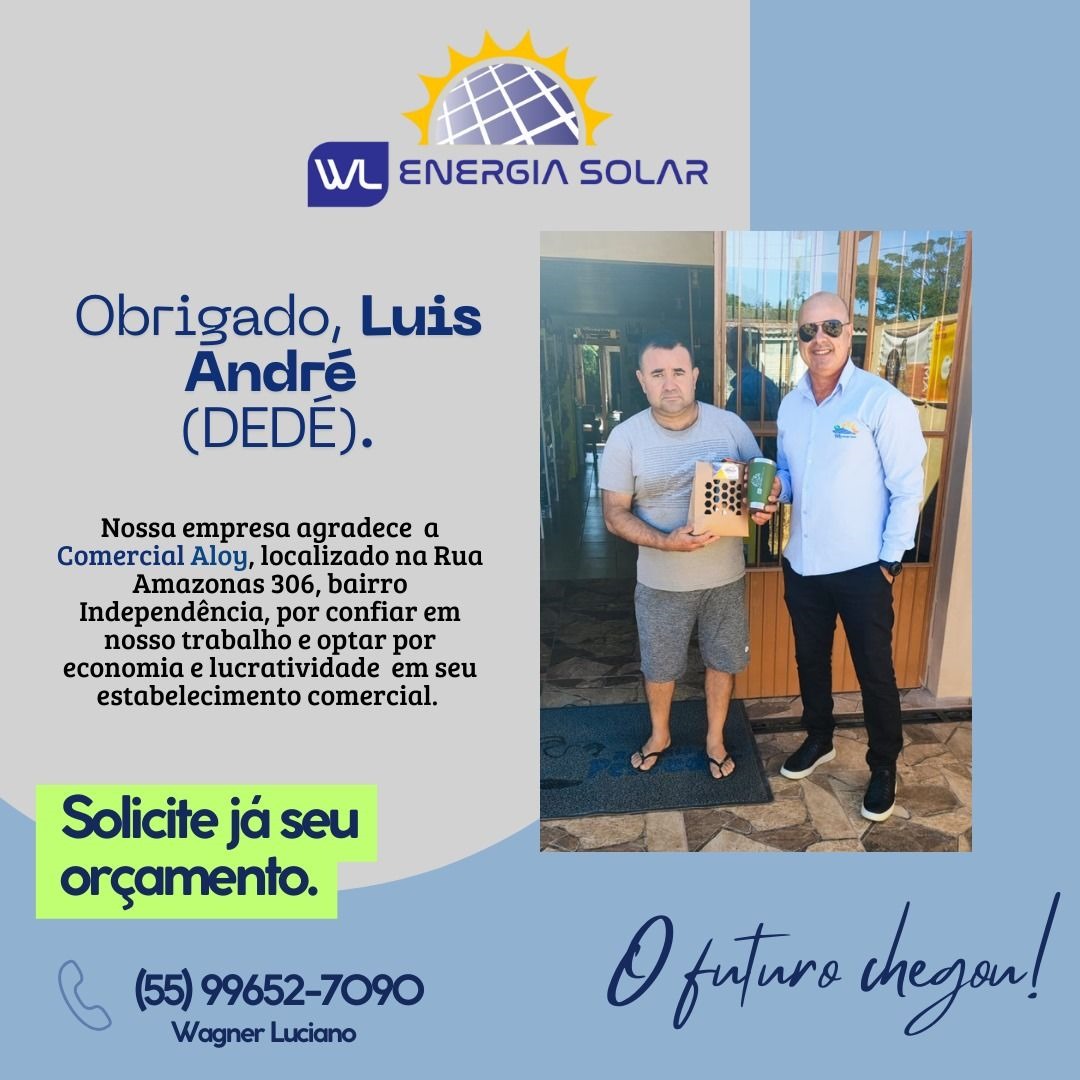 WL ENERGIA SOLAR
Obrigado, Luis
André
(DEDÉ).
Nossa empresa agradece a
Comercial Aloy, localizado na Rua
Amazonas 306, bairro
Independência, por confiar em
nosso trabalho e optar por
economia e lucratividade em seu
estabelecimento comercial.
Solicite já seu
orçamento.
(55) 99652-7090
Wagner Luciano
O futuro chegou!